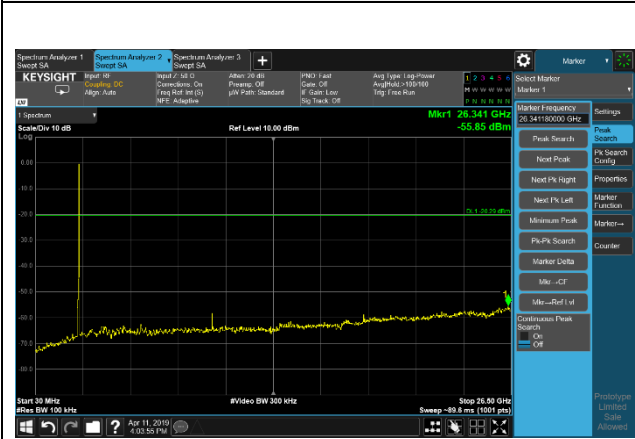 Spectrum Analyzer 1
Swept SA
Spectrum Analyzer 2
Swept SA
Spectrum Analyzer 3
Swept SA
+
Marker
KEYSIGHT
Input: RF
Coupling: DC
Align: Auto
Input Z: 50 Ω
Corrections: On
Freq Ref: Int (S)
NFE: Adaptive
Atten: 20 dB
Preamp: Off
µW Path: Standard
PNO: Fast
Gate: Off
IF Gain: Low
Sig Track: Off
Avg Type: Log-Power
Avg|Hold:>100/100
Trig: Free Run
1 2 3 4 5 6
M W W W W W
P N N N N N
Select Marker
Marker 1
1 Spectrum
Scale/Div 10 dB
Log
Ref Level 10.00 dBm
Mkr1 26.341 GHz
-55.85 dBm
0.00
-10.0
-20.0
-30.0
-40.0
-50.0
-60.0
-70.0
-80.0
DL1 -20.20 dBm
Start 30 MHz
#Res BW 100 kHz
#Video BW 300 kHz
Stop 26.50 GHz
Sweep ~89.6 ms (1001 pts)
Marker Frequency
26.341180000 GHz
Peak Search
Next Peak
Next Pk Right
Next Pk Left
Minimum Peak
Pk-Pk Search
Marker Delta
Mkr→CF
Mkr→Ref Lvl
Continuous Peak
Search
On
Off
Settings
Peak
Search
Pk Search
Config
Properties
Marker
Function
Marker→
Counter
Prototype
Limited
Sale
Allowed
?
Apr 11, 2019
4:03:55 PM